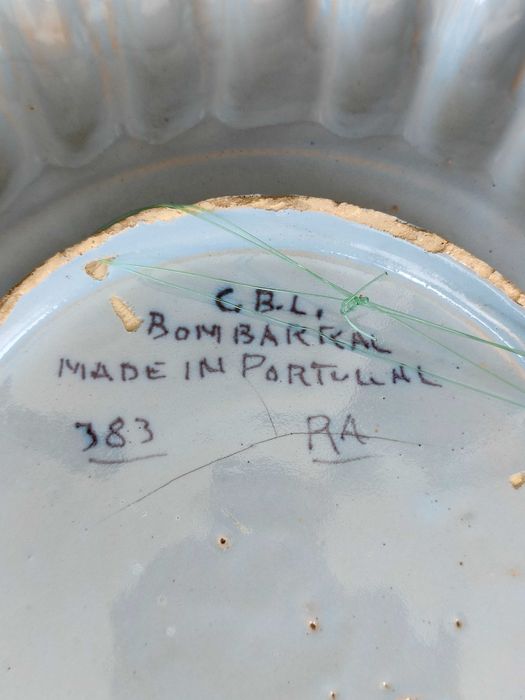 C.B.L.
BOMBARRAL
MADE IN PORTUGAL
383 RA